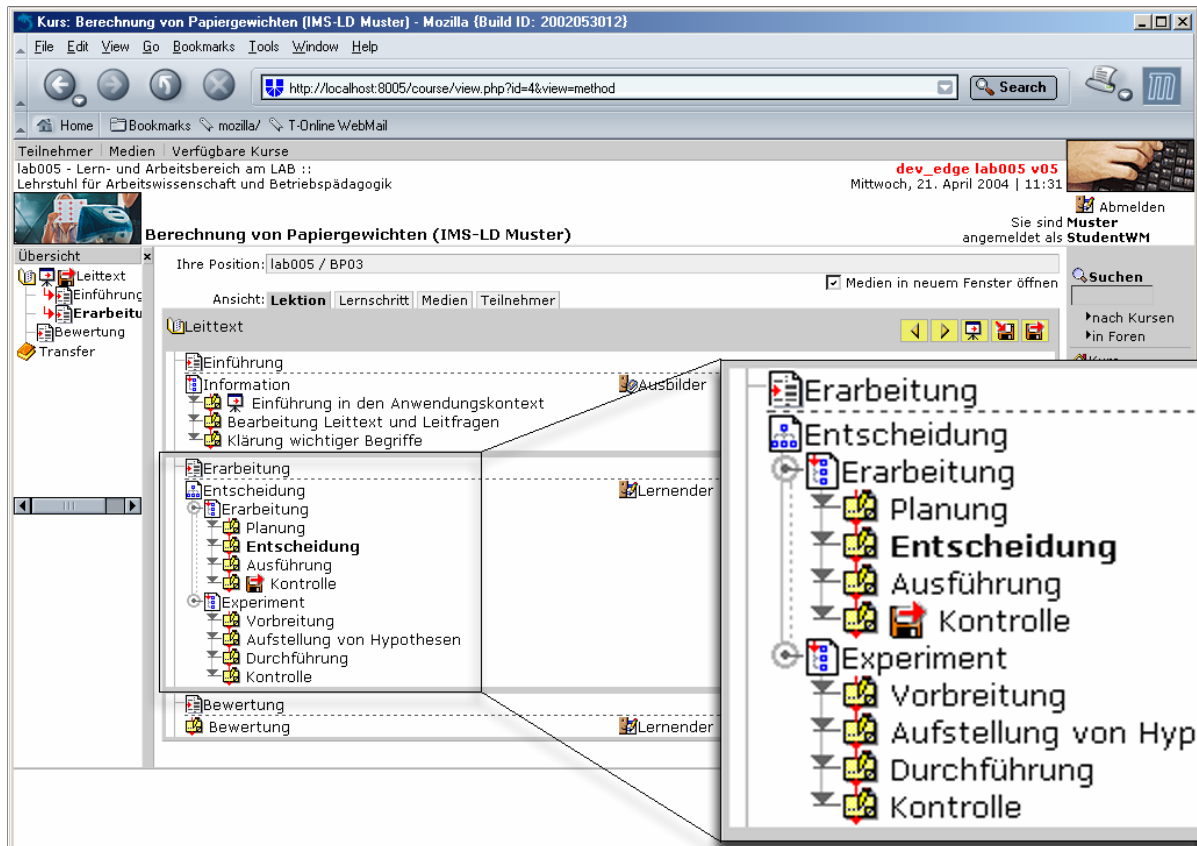 Kurs: Berechnung von Papiergewichten (IMS-LD Muster) - Mozilla {Build ID: 2002053012}
File Edit View Go Bookmarks Tools Window Help
http://localhost:8005/course/view.php?id=4&view=method Search
Home Bookmarks mozilla/ T-Online WebMail
Teilnehmer Medien Verfügbare Kurse
lab005 - Lern- und Arbeitsbereich am LAB ::
Lehrstuhl für Arbeitswissenschaft und Betriebspädagogik
dev_edge lab005 v05
Mittwoch, 21. April 2004 | 11:31
Abmelden
Berechnung von Papiergewichten (IMS-LD Muster)
Sie sind Muster
angemeldet als StudentWM
Übersicht x
Leittext
Einführung
Erarbeitu
Bewertung
Transfer
Ihre Position: lab005 / BP03
Medien in neuem Fenster öffnen
Ansicht: Lektion Lernschritt Medien Teilnehmer
Leittext
Suchen
nach Kursen
in Foren
Kurs
Einführung
Information Ausbilder
Einführung in den Anwendungskontext
Bearbeitung Leittext und Leitfragen
Klärung wichtiger Begriffe
Erarbeitung
Entscheidung Lernender
Erarbeitung
Planung
Entscheidung
Ausführung
Kontrolle
Experiment
Vorbreitung
Aufstellung von Hypothesen
Durchführung
Kontrolle
Bewertung
Bewertung Lernender
Erarbeitung
Entscheidung
Erarbeitung
Planung
Entscheidung
Ausführung
Kontrolle
Experiment
Vorbreitung
Aufstellung von Hyp
Durchführung
Kontrolle